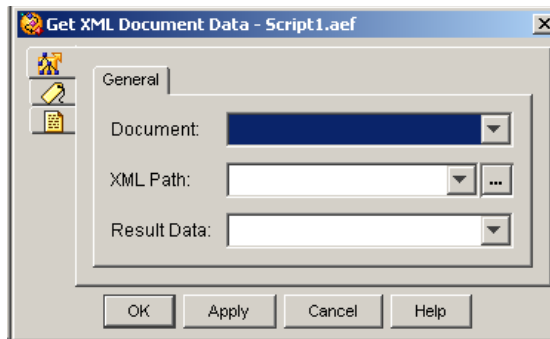 Get XML Document Data - Script1.aef
General
Document:
XML Path:
...
Result Data:
OK Apply Cancel Help